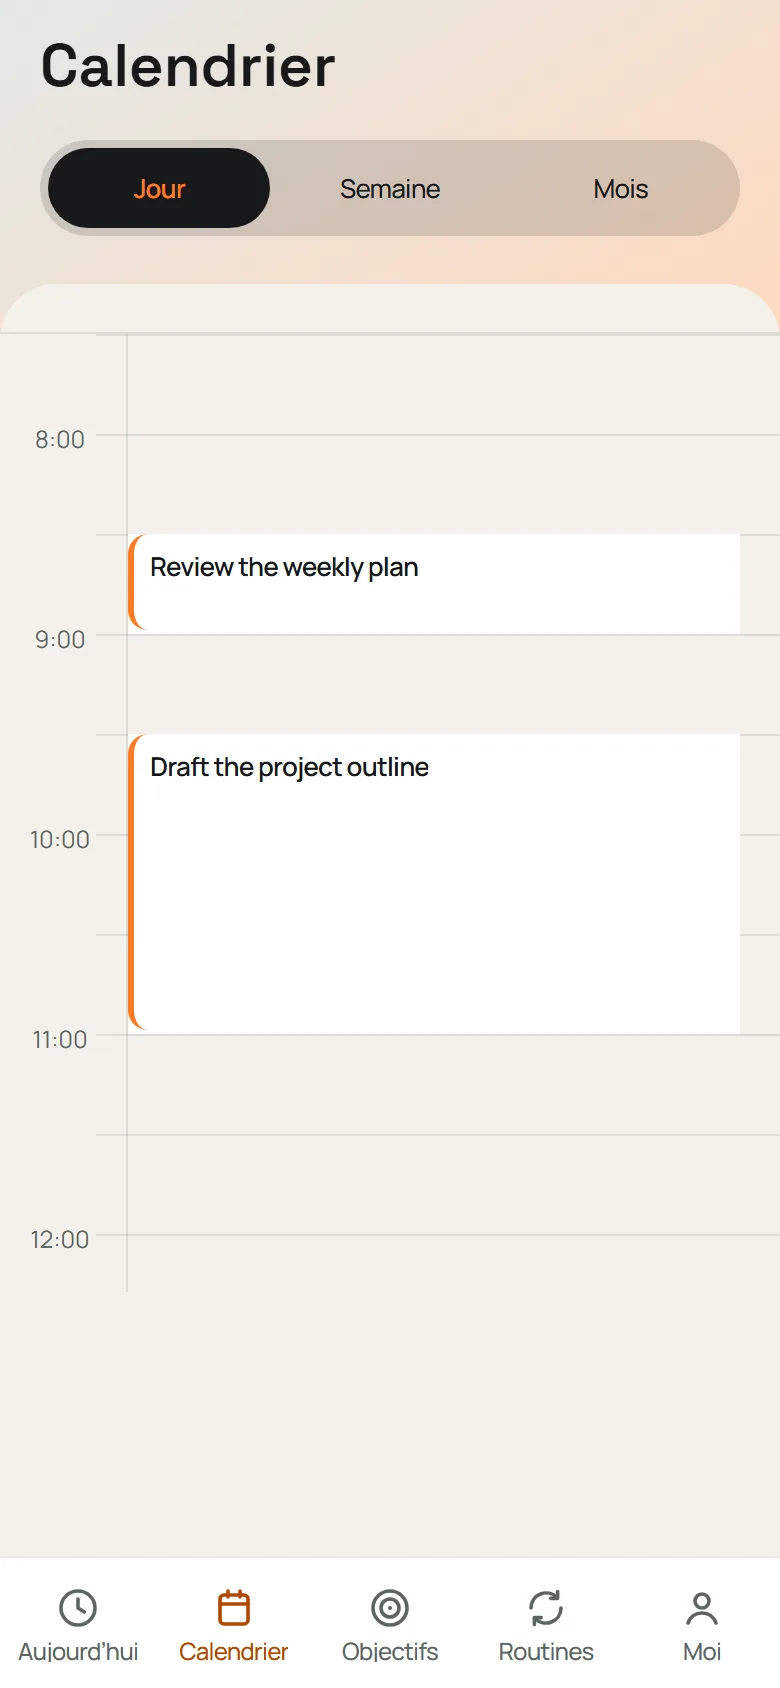 Calendrier
Jour Semaine Mois
8:00
Review the weekly plan
9:00
Draft the project outline
10:00
11:00
12:00
Aujourd’hui Calendrier Objectifs Routines Moi